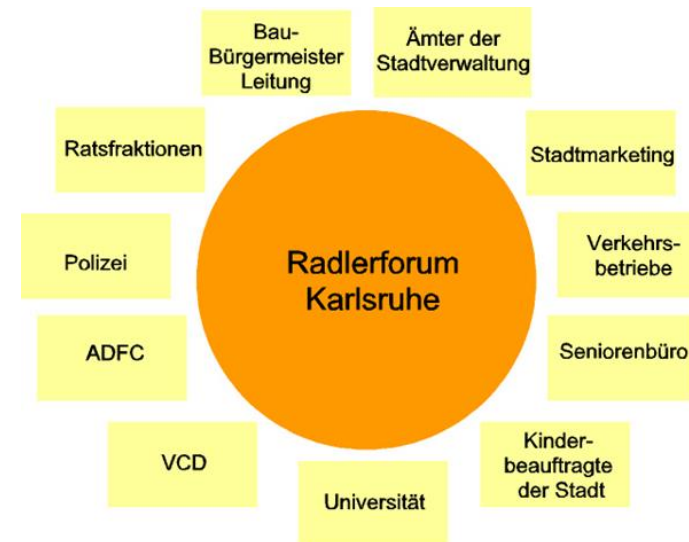 Bau-
Bürgermeister
Leitung
Ämter der
Stadtverwaltung
Ratsfraktionen
Stadtmarketing
Polizei
Radlerforum
Karlsruhe
Verkehrs-
betriebe
ADFC
Seniorenbüro
VCD
Kinder-
beauftragte
der Stadt
Universität